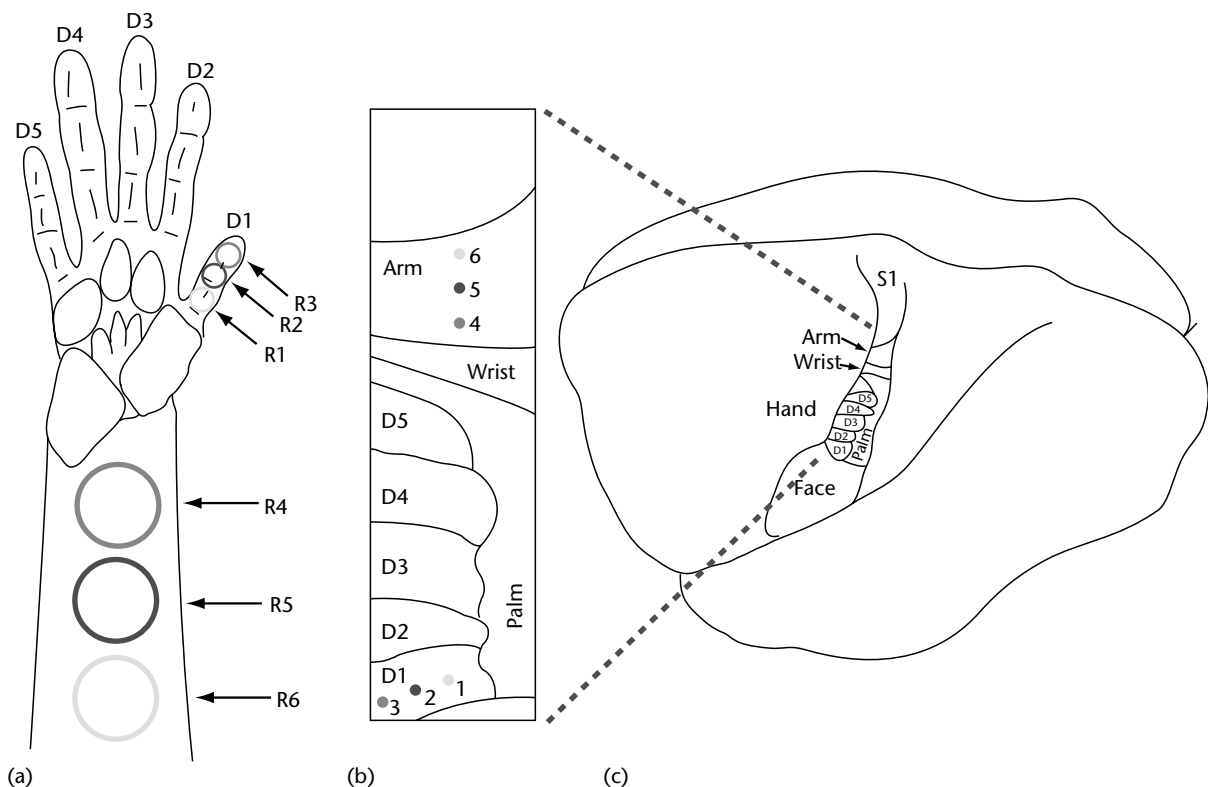 D4
D3
D2
D5
D1
R3
R2
R1
R4
R5
R6
(a)
Arm
6
5
4
Wrist
D5
D4
D3
Palm
D2
D1
1
2
3
(b)
S1
Arm
Wrist
Hand
D5
D4
D3
D2
D1
Palm
Face
(c)